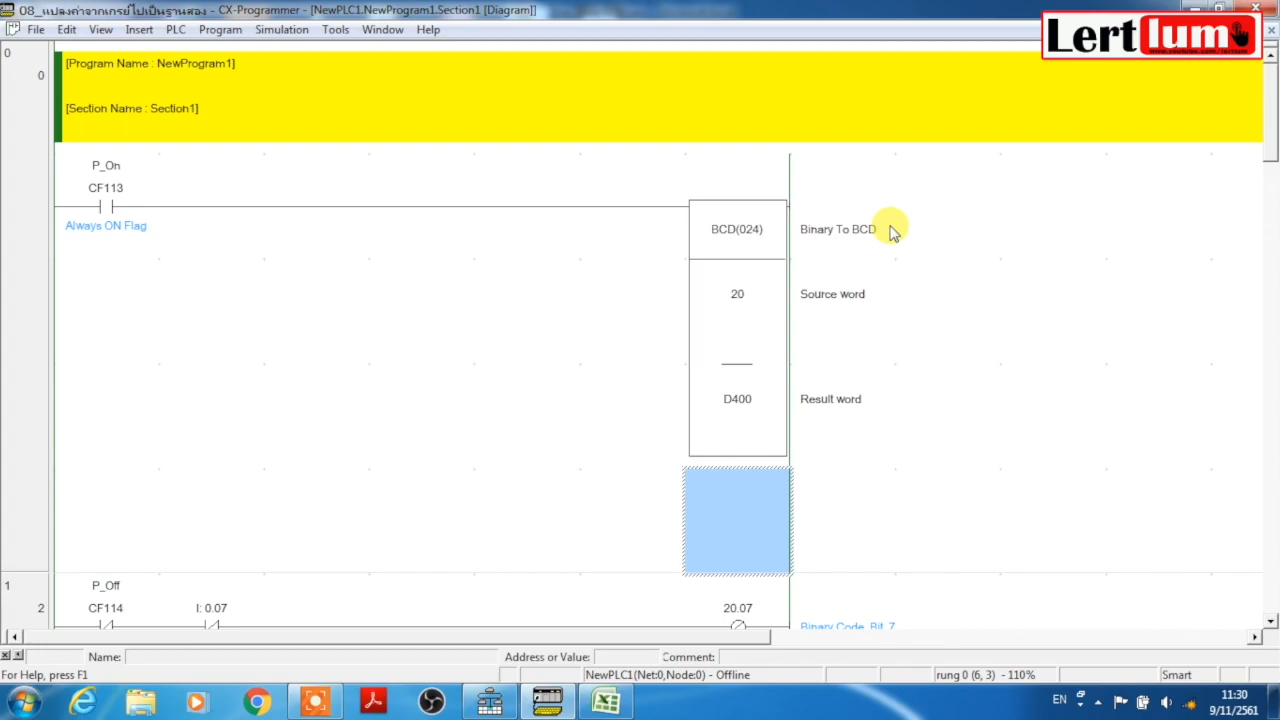 08_แปลงค่าจากเกรย์ไปเป็นฐานสอง - CX-Programmer - [NewPLC1.NewProgram1.Section1 [Diagram]]
File Edit View Insert PLC Program Simulation Tools Window Help
Lertlum
0
0
[Program Name : NewProgram1]
[Section Name : Section1]
P_On
CF113
Always ON Flag
BCD(024)
Binary To BCD
20
Source word
D400
Result word
1
P_Off
2
CF114
I: 0.07
20.07
Binary Code, Bit 7
Name:
Address or Value:
Comment:
For Help, press F1
NewPLC1(Net:0,Node:0) - Offline
rung 0 (6, 3) - 110%
Smart
EN
11:30
9/11/2561